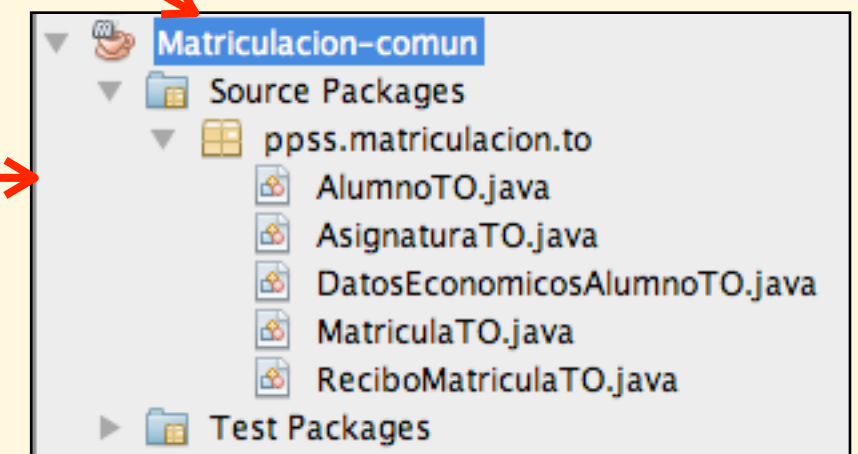 Matriculacion-comun
Source Packages
ppss.matriculacion.to
AlumnoTO.java
AsignaturaTO.java
DatosEconomicosAlumnoTO.java
MatriculaTO.java
ReciboMatriculaTO.java
Test Packages